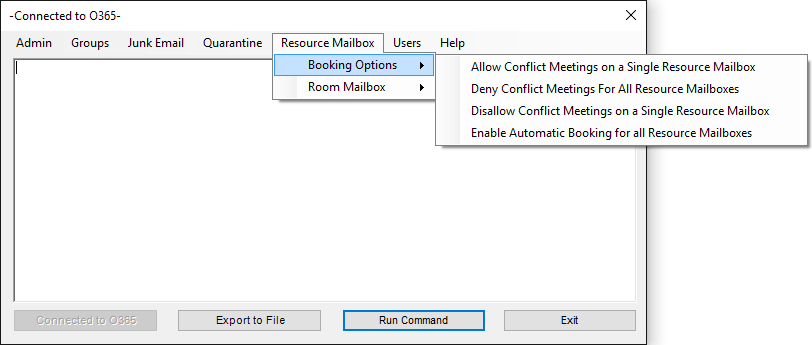 -Connected to O365-
Admin Groups Junk Email Quarantine Resource Mailbox Users Help
Booking Options
Room Mailbox
Allow Conflict Meetings on a Single Resource Mailbox
Deny Conflict Meetings For All Resource Mailboxes
Disallow Conflict Meetings on a Single Resource Mailbox
Enable Automatic Booking for all Resource Mailboxes
Connected to O365 Export to File Run Command Exit